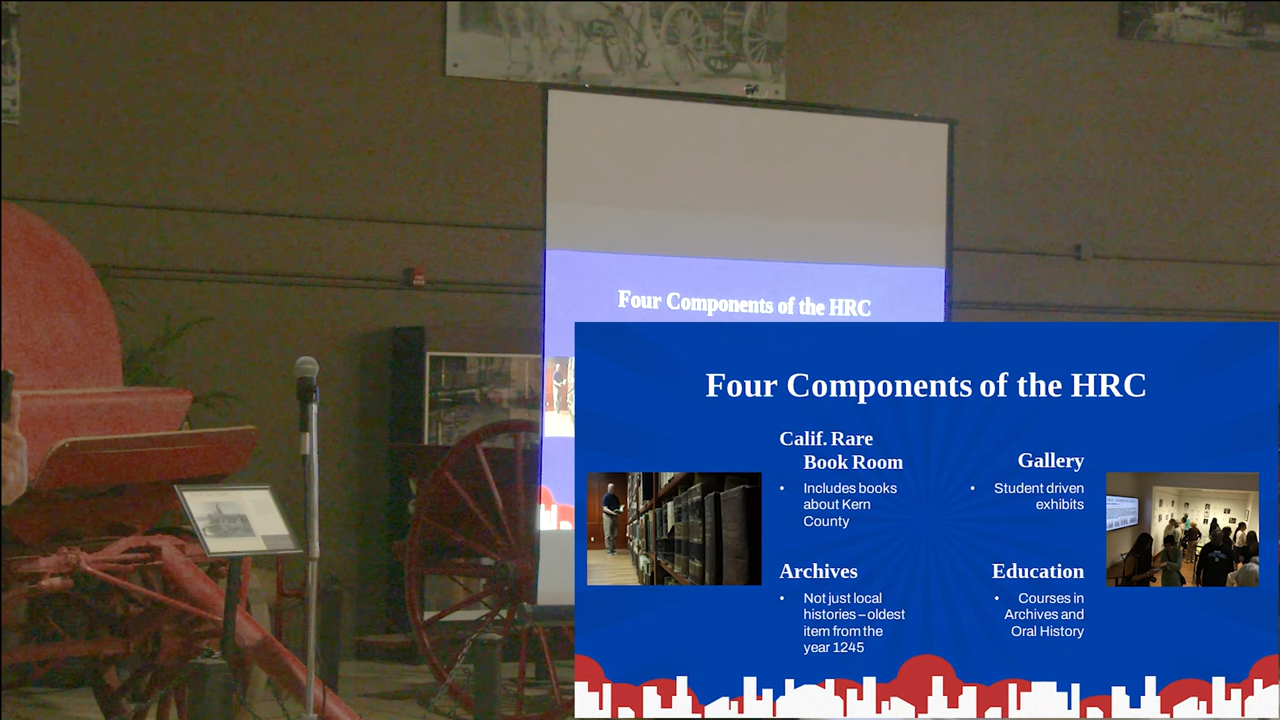 Four Components of the HRC
Four Components of the HRC
Calif. Rare
Book Room
• Includes books
about Kern
County
Archives
• Not just local
histories – oldest
item from the
year 1245
Gallery
• Student driven
exhibits
Education
• Courses in
Archives and
Oral History